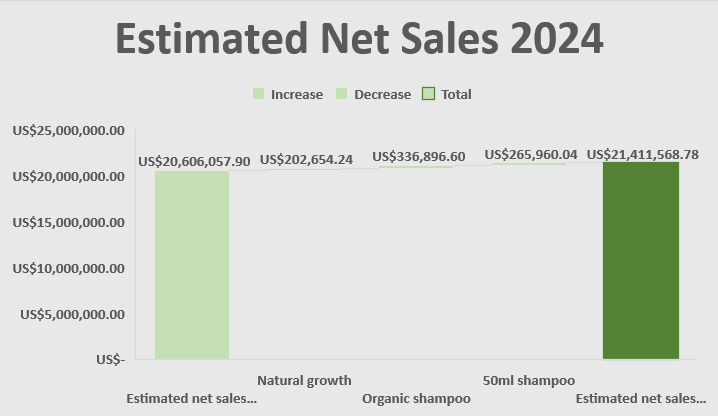 Estimated Net Sales 2024
Increase Decrease Total
US$25,000,000.00
US$20,000,000.00
US$15,000,000.00
US$10,000,000.00
US$5,000,000.00
US$-
US$20,606,057.90
US$202,654.24
US$336,896.60
US$265,960.04
US$21,411,568.78
Estimated net sales...
Natural growth
Organic shampoo
50ml shampoo
Estimated net sales...